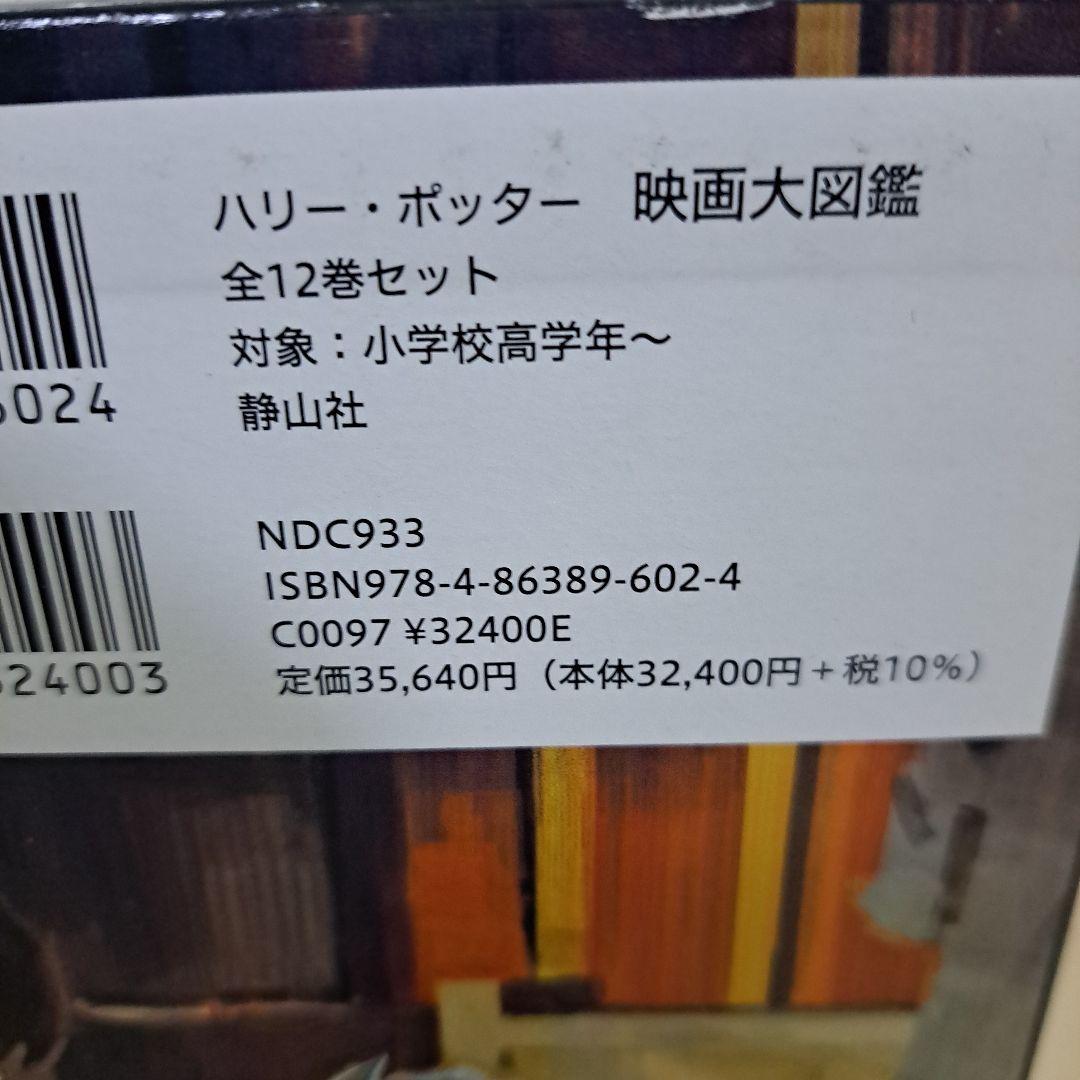 ハリー・ポッター 映画大図鑑
全12巻セット
対象：小学校高学年〜
静山社
6024
NDC933
ISBN978-4-86389-602-4
C0097 ¥32400E
定価35,640円（本体32,400円＋税10%）
324003